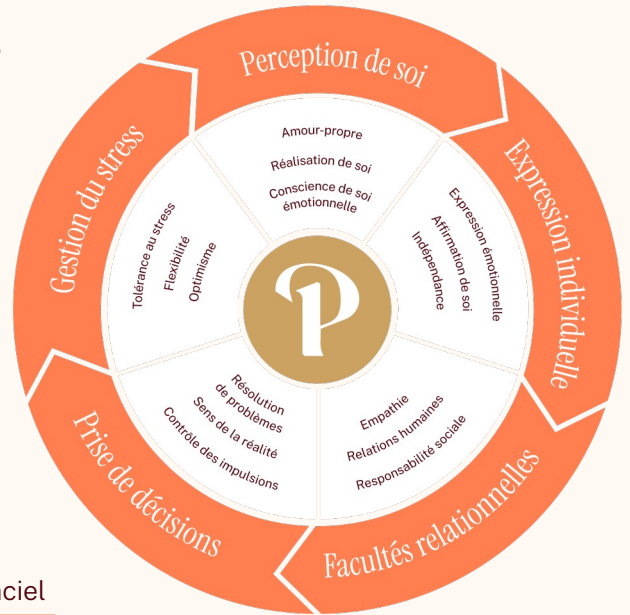 Perception de soi
Amour-propre
Réalisation de soi
Conscience de soi
émotionnelle
Expression individuelle
Expression émotionnelle
Affirmation de soi
Indépendance
Facultés relationnelles
Empathie
Relations humaines
Responsabilité sociale
Prise de décisions
Résolution
de problèmes
Sens de la réalité
Contrôle des impulsions
Gestion du stress
Tolérance au stress
Flexibilité
Optimisme
P